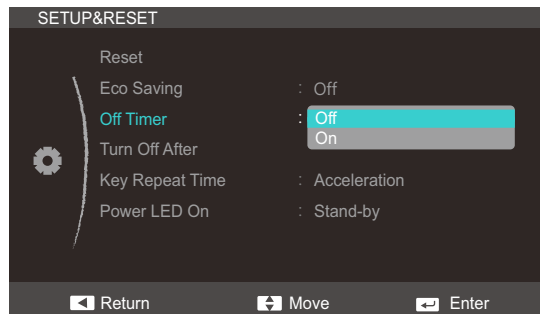 SETUP&RESET
Reset
Eco Saving : Off
Off Timer : Off
On
Turn Off After
Key Repeat Time : Acceleration
Power LED On : Stand-by
Return Move Enter